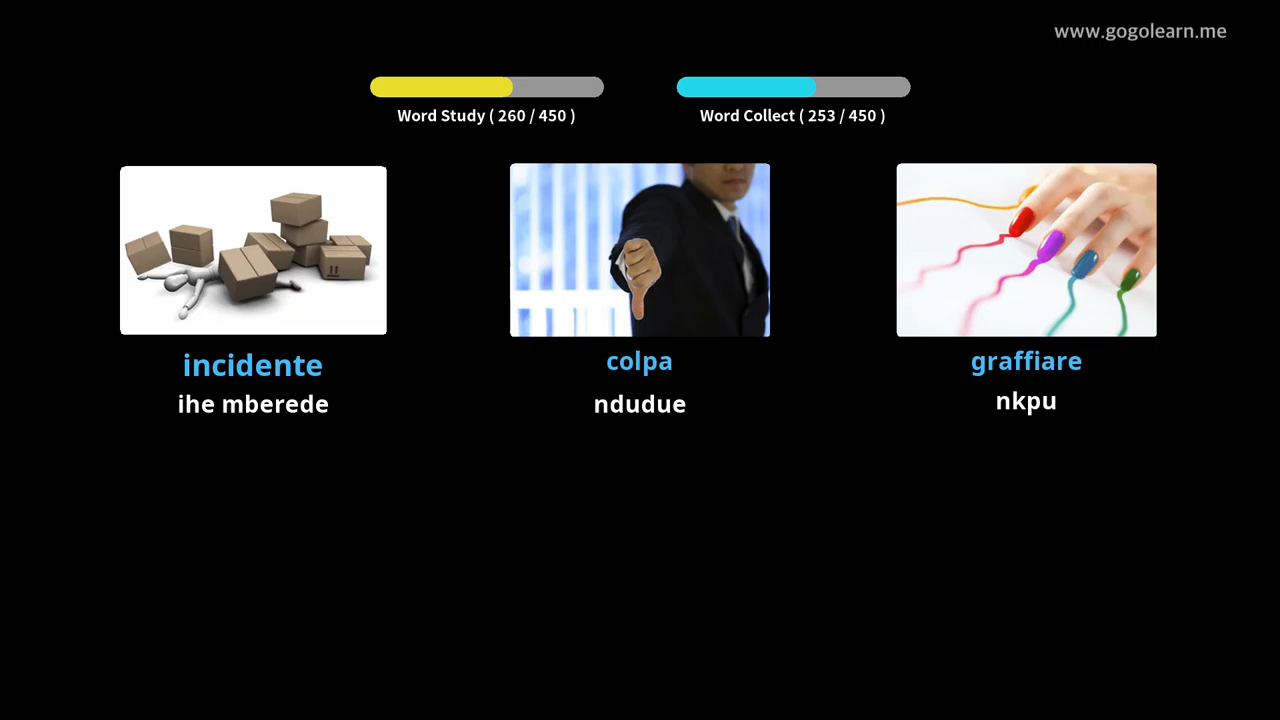 www.gogolearn.me
Word Study ( 260 / 450 )
Word Collect ( 253 / 450 )
incidente
ihe mberede
colpa
ndudue
graffiare
nkpu